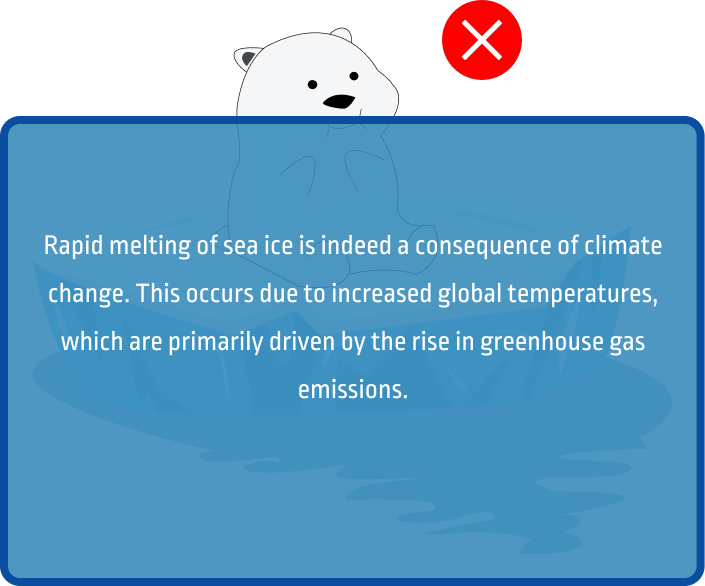 Rapid melting of sea ice is indeed a consequence of climate
change. This occurs due to increased global temperatures,
which are primarily driven by the rise in greenhouse gas
emissions.